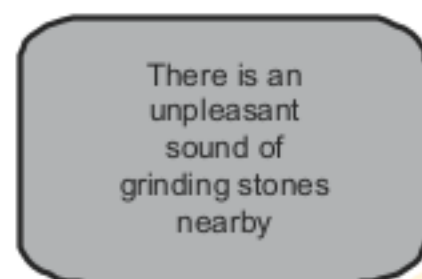 There is an
unpleasant
sound of
grinding stones
nearby